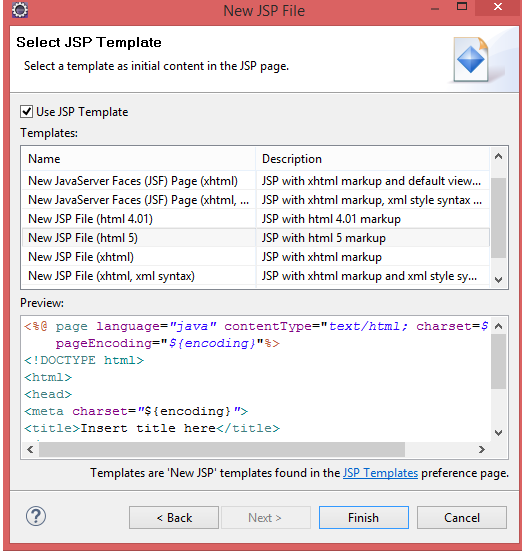 New JSP File
Select JSP Template
Select a template as initial content in the JSP page.
Use JSP Template
Templates:
Name Description
New JavaServer Faces (JSF) Page (xhtml) JSP with xhtml markup and default view...
New JavaServer Faces (JSF) Page (xhtml, ... JSP with xhtml markup, xml style syntax ...
New JSP File (html 4.01) JSP with html 4.01 markup
New JSP File (html 5) JSP with html 5 markup
New JSP File (xhtml) JSP with xhtml markup
New JSP File (xhtml, xml syntax) JSP with xhtml markup and xml style sy...
Preview:
<%@ page language="java" contentType="text/html; charset=$
pageEncoding="${encoding}"%>
<!DOCTYPE html>
<html>
<head>
<meta charset="${encoding}">
<title>Insert title here</title>
Templates are 'New JSP' templates found in the JSP Templates preference page.
? < Back Next > Finish Cancel